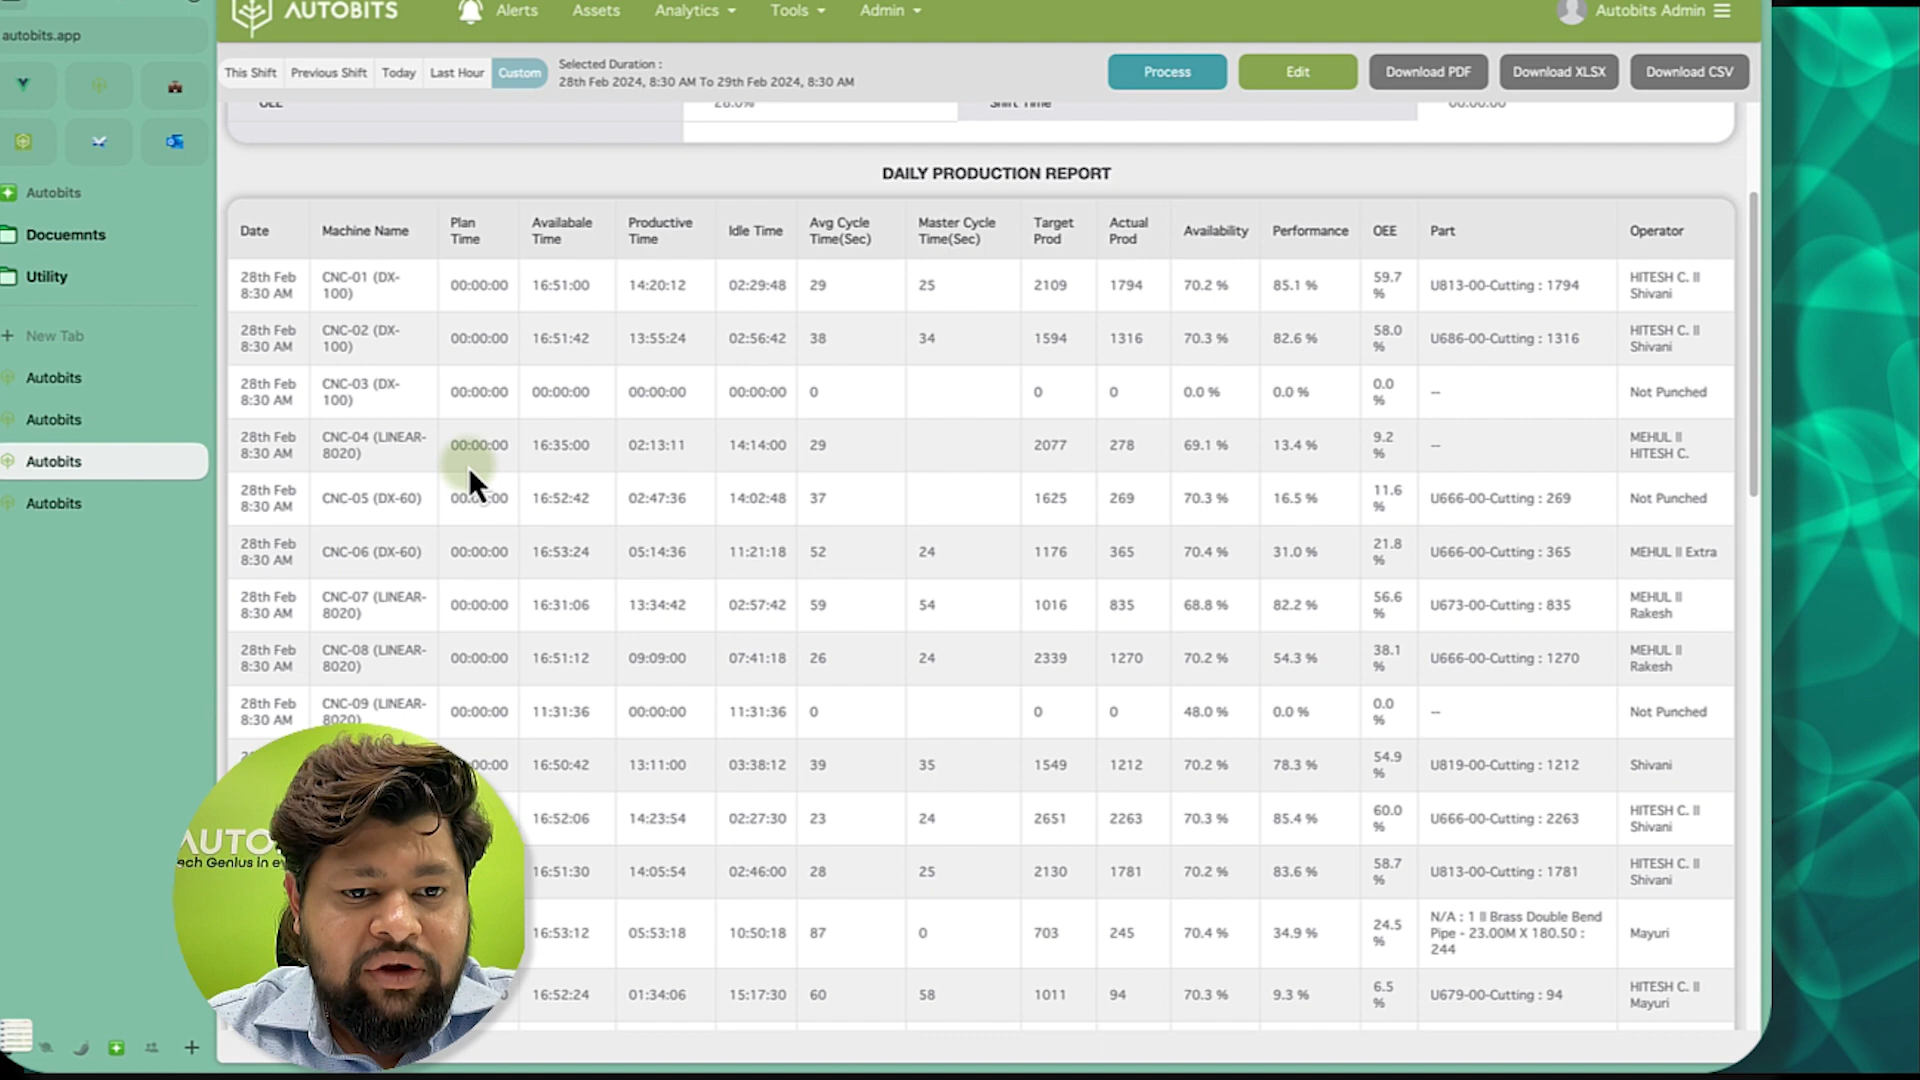 autobits.app
AUTOBITS
Alerts
Assets
Analytics
Tools
Admin
Autobits Admin
This Shift
Previous Shift
Today
Last Hour
Custom
Selected Duration :
28th Feb 2024, 8:30 AM To 29th Feb 2024, 8:30 AM
Process
Edit
Download PDF
Download XLSX
Download CSV
Autobits
Docuemnts
Utility
New Tab
Autobits
Autobits
Autobits
Autobits
OEE 28.0% Shift Time 00:00:00
DAILY PRODUCTION REPORT
Date Machine Name Plan Time Availabale Time Productive Time Idle Time Avg Cycle Time(Sec) Master Cycle Time(Sec) Target Prod Actual Prod Availability Performance OEE Part Operator
28th Feb 8:30 AM CNC-01 (DX-100) 00:00:00 16:51:00 14:20:12 02:29:48 29 25 2109 1794 70.2 % 85.1 % 59.7 % U813-00-Cutting : 1794 HITESH C. II Shivani
28th Feb 8:30 AM CNC-02 (DX-100) 00:00:00 16:51:42 13:55:24 02:56:42 38 34 1594 1316 70.3 % 82.6 % 58.0 % U686-00-Cutting : 1316 HITESH C. II Shivani
28th Feb 8:30 AM CNC-03 (DX-100) 00:00:00 00:00:00 00:00:00 00:00:00 0 0 0 0.0 % 0.0 % 0.0 % -- Not Punched
28th Feb 8:30 AM CNC-04 (LINEAR-8020) 00:00:00 16:35:00 02:13:11 14:14:00 29 2077 278 69.1 % 13.4 % 9.2 % -- MEHUL II HITESH C.
28th Feb 8:30 AM CNC-05 (DX-60) 16:52:42 02:47:36 14:02:48 37 1625 269 70.3 % 16.5 % 11.6 % U666-00-Cutting : 269 Not Punched
28th Feb 8:30 AM CNC-06 (DX-60) 00:00:00 16:53:24 05:14:36 11:21:18 52 24 1176 365 70.4 % 31.0 % 21.8 % U666-00-Cutting : 365 MEHUL II Extra
28th Feb 8:30 AM CNC-07 (LINEAR-8020) 00:00:00 16:31:06 13:34:42 02:57:42 59 54 1016 835 68.8 % 82.2 % 56.6 % U673-00-Cutting : 835 MEHUL II Rakesh
28th Feb 8:30 AM CNC-08 (LINEAR-8020) 00:00:00 16:51:12 09:09:00 07:41:18 26 24 2339 1270 70.2 % 54.3 % 38.1 % U666-00-Cutting : 1270 MEHUL II Rakesh
28th Feb 8:30 AM CNC-09 (LINEAR-8020) 00:00:00 11:31:36 00:00:00 11:31:36 0 0 0 48.0 % 0.0 % 0.0 % -- Not Punched
16:50:42 13:11:00 03:38:12 39 35 1549 1212 70.2 % 78.3 % 54.9 % U819-00-Cutting : 1212 Shivani
16:52:06 14:23:54 02:27:30 23 24 2651 2263 70.3 % 85.4 % 60.0 % U666-00-Cutting : 2263 HITESH C. II Shivani
16:51:30 14:05:54 02:46:00 28 25 2130 1781 70.2 % 83.6 % 58.7 % U813-00-Cutting : 1781 HITESH C. II Shivani
16:53:12 05:53:18 10:50:18 87 0 703 245 70.4 % 34.9 % 24.5 % N/A : 1 II Brass Double Bend Pipe - 23.00M X 180.50 : 244 Mayuri
16:52:24 01:34:06 15:17:30 60 58 1011 94 70.3 % 9.3 % 6.5 % U679-00-Cutting : 94 HITESH C. II Mayuri
AUTO
ech Genius in e